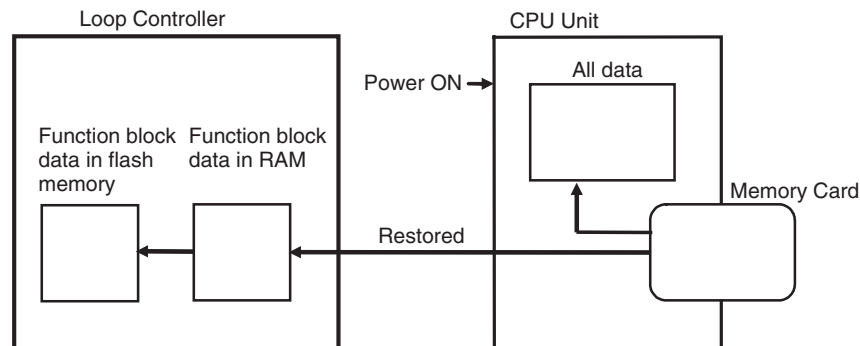 Loop Controller
CPU Unit
Power ON
All data
Function block
data in flash
memory
Function block
data in RAM
Memory Card
Restored